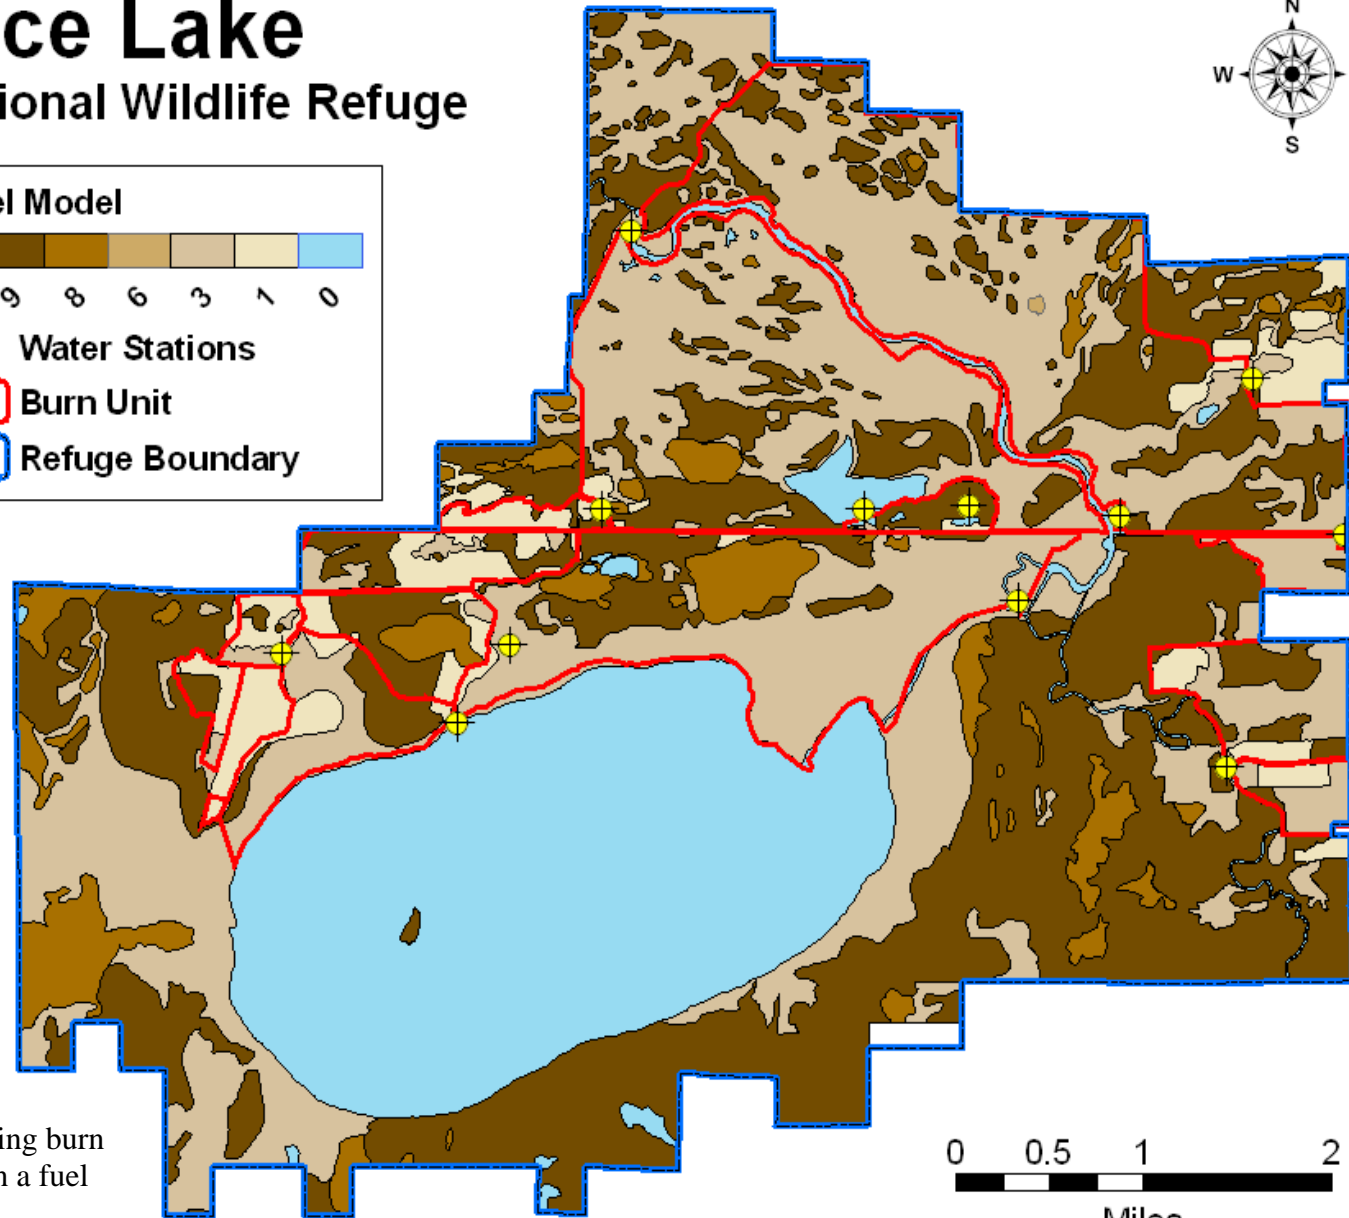 ce Lake
ional Wildlife Refuge
N
W
S
el Model
9 8 6 3 1 0
Water Stations
Burn Unit
Refuge Boundary
ing burn
n a fuel
0 0.5 1 2
Miles